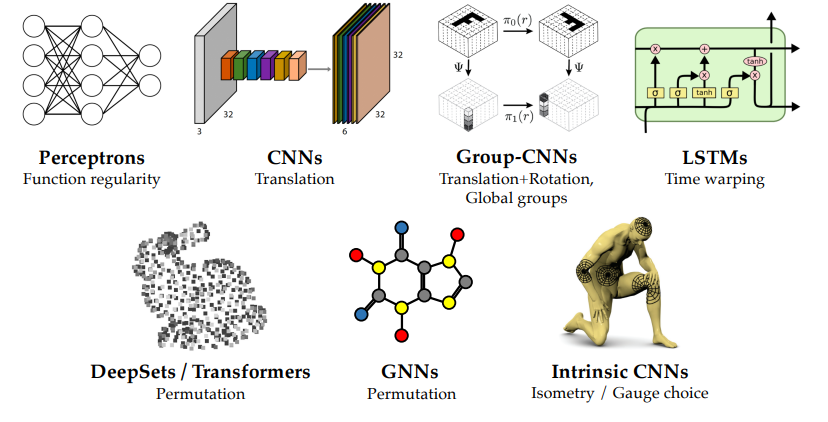 π₀(r)
Ψ
Ψ
π₁(r)
32
32
3
32
32
6
x
+
tanh
x
x
σ
σ
tanh
σ
Perceptrons
Function regularity
CNNs
Translation
Group-CNNs
Translation+Rotation,
Global groups
LSTMs
Time warping
DeepSets / Transformers
Permutation
GNNs
Permutation
Intrinsic CNNs
Isometry / Gauge choice